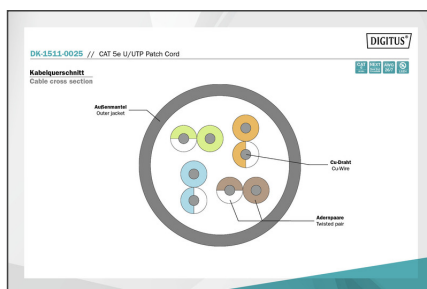 DIGITUS®
DK-1511-0025 // CAT 5e U/UTP Patch Cord
Kabelquerschnitt
Cable cross section
Außenmantel
Outer jacket
Cu-Draht
Cu-Wire
Adernpaare
Twisted pair